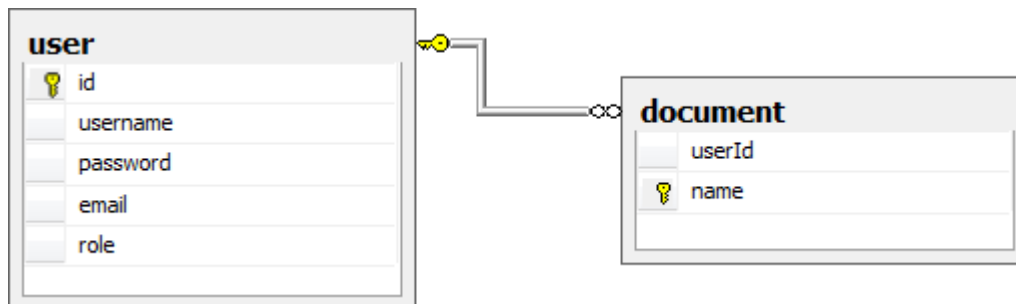 user
id
username
password
email
role
document
userId
name